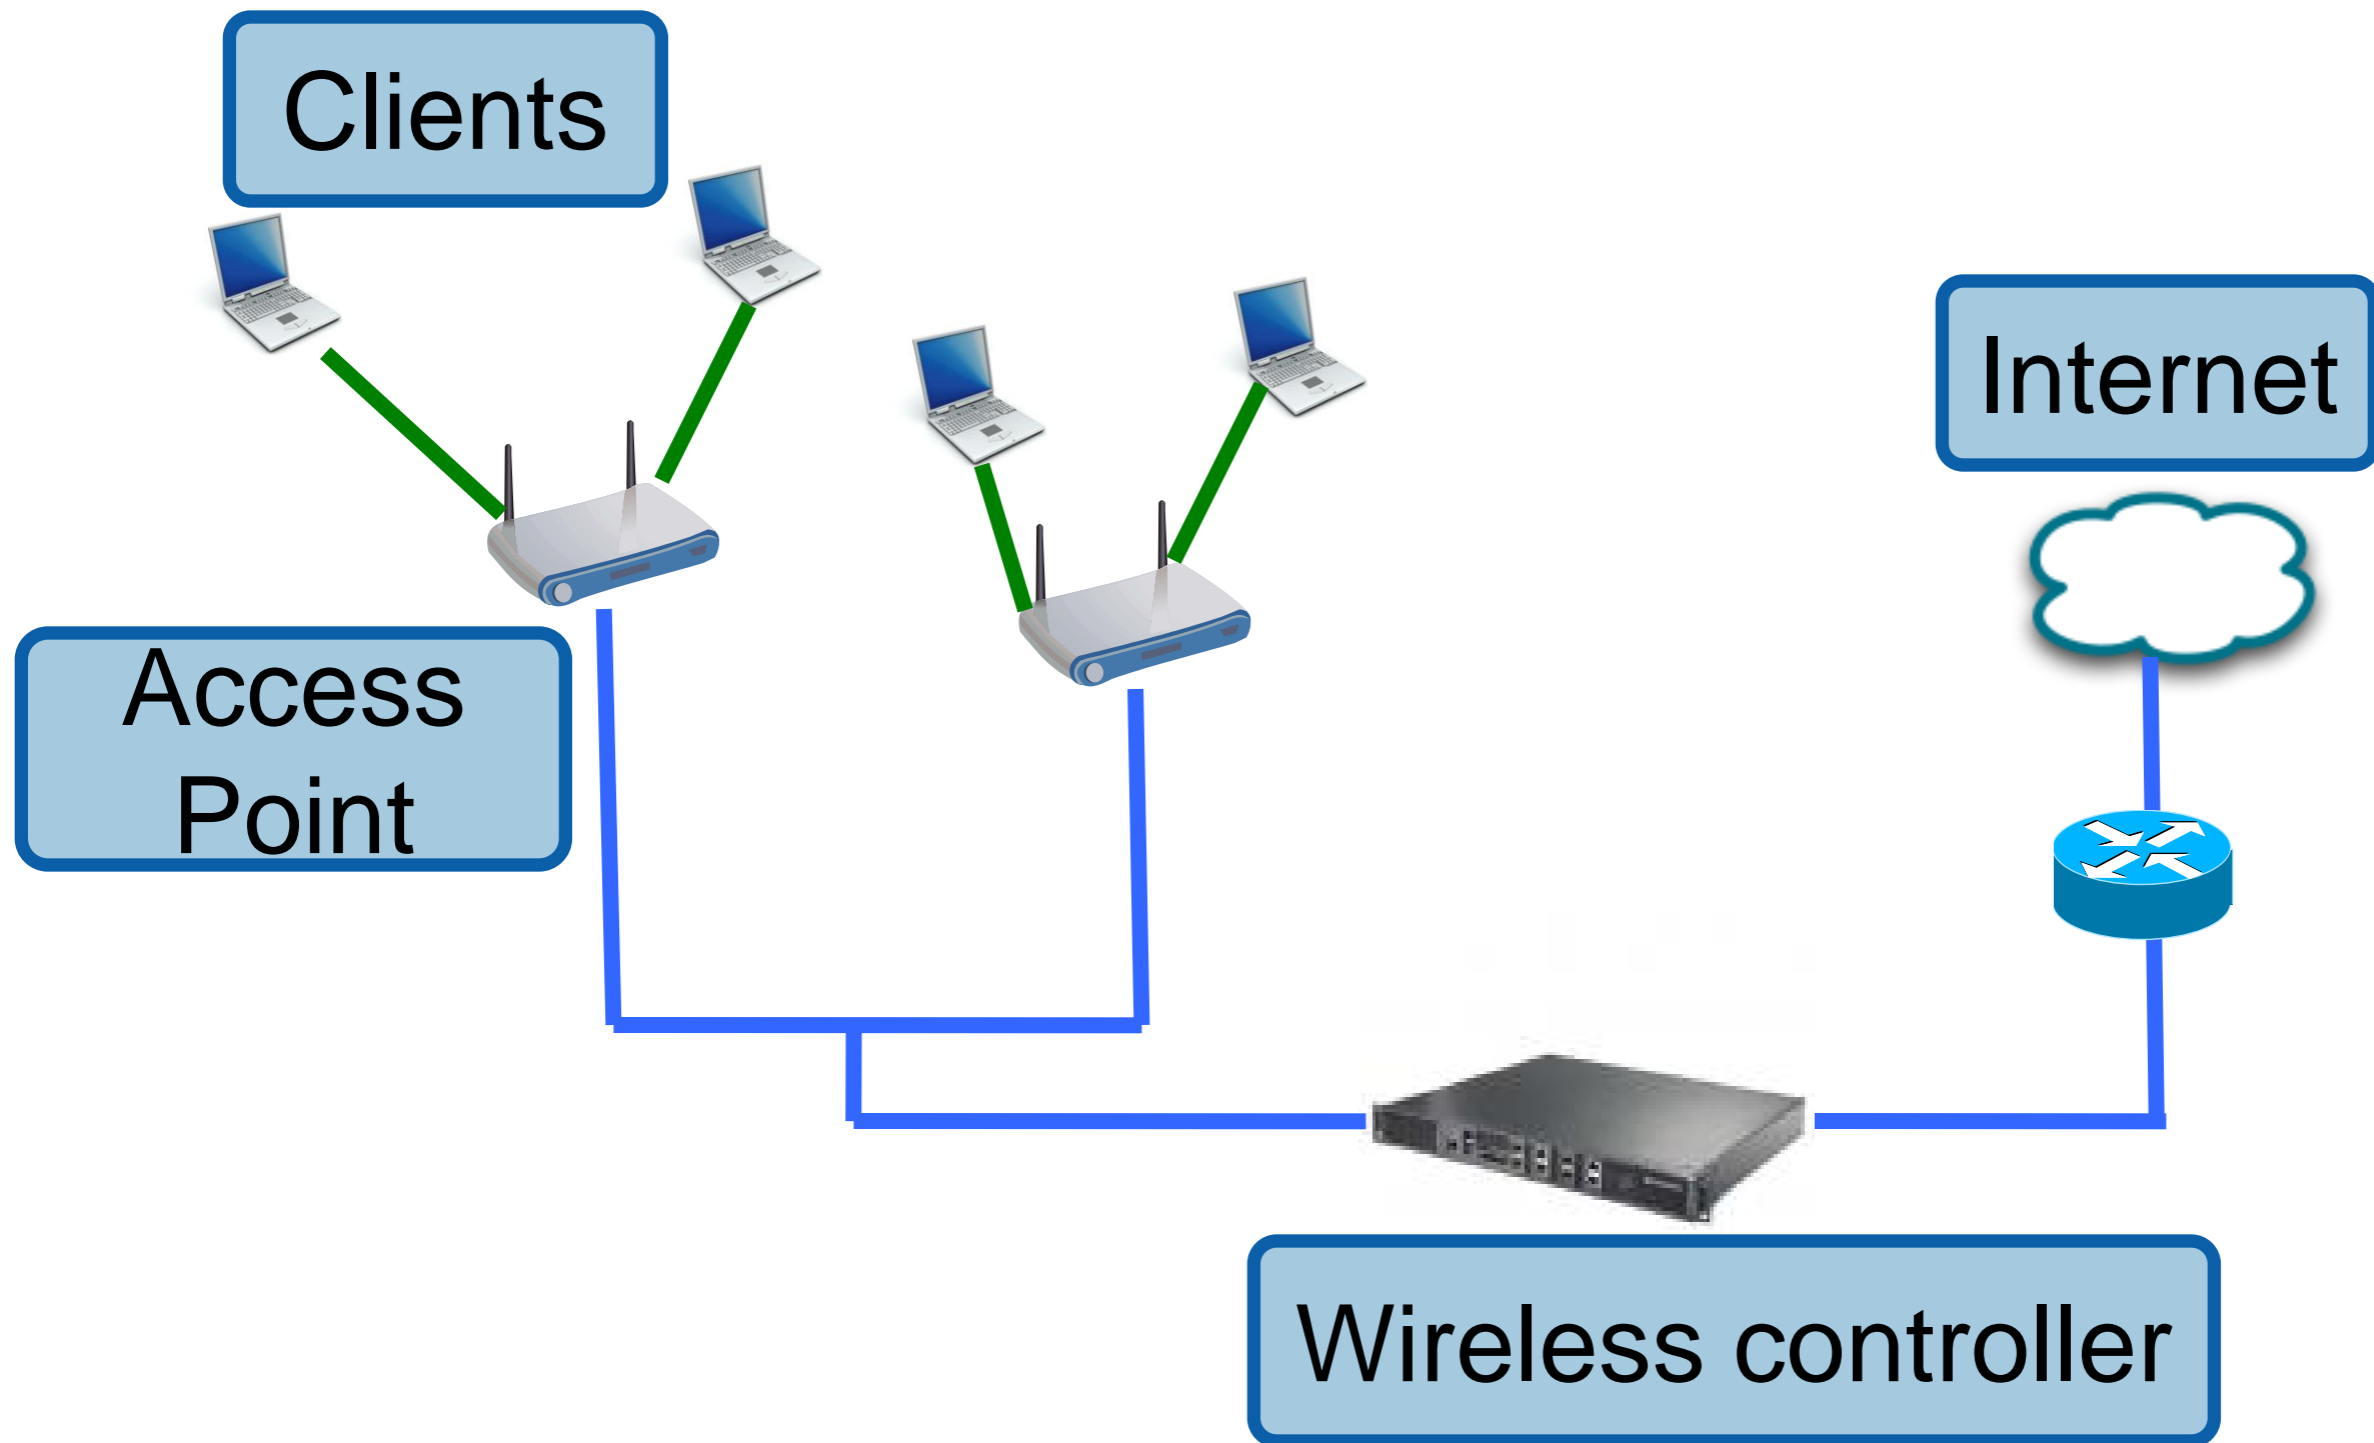 Clients
Internet
Access
Point
Wireless controller